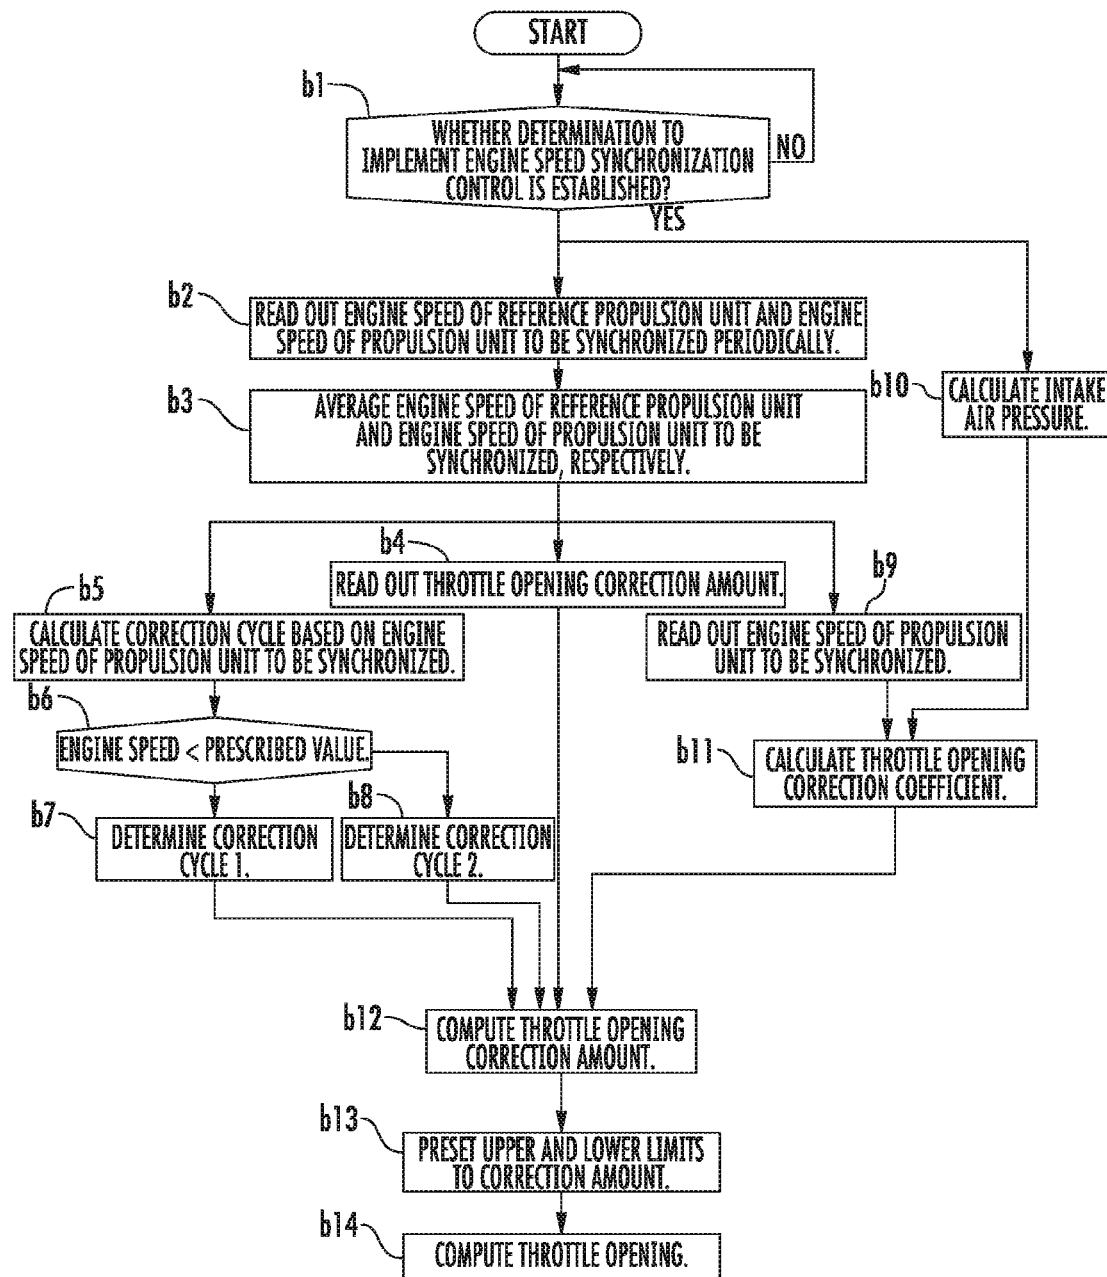 START
b1
WHETHER DETERMINATION TO
IMPLEMENT ENGINE SPEED SYNCHRONIZATION
CONTROL IS ESTABLISHED?
NO
YES
b2
READ OUT ENGINE SPEED OF REFERENCE PROPULSION UNIT AND ENGINE
SPEED OF PROPULSION UNIT TO BE SYNCHRONIZED PERIODICALLY.
b3
AVERAGE ENGINE SPEED OF REFERENCE PROPULSION UNIT
AND ENGINE SPEED OF PROPULSION UNIT TO BE
SYNCHRONIZED, RESPECTIVELY.
b10
CALCULATE INTAKE
AIR PRESSURE.
b4
READ OUT THROTTLE OPENING CORRECTION AMOUNT.
b5
CALCULATE CORRECTION CYCLE BASED ON ENGINE
SPEED OF PROPULSION UNIT TO BE SYNCHRONIZED.
b9
READ OUT ENGINE SPEED OF PROPULSION
UNIT TO BE SYNCHRONIZED.
b6
ENGINE SPEED < PRESCRIBED VALUE.
b11
CALCULATE THROTTLE OPENING
CORRECTION COEFFICIENT.
b7
DETERMINE CORRECTION
CYCLE 1.
b8
DETERMINE CORRECTION
CYCLE 2.
b12
COMPUTE THROTTLE OPENING
CORRECTION AMOUNT.
b13
PRESET UPPER AND LOWER LIMITS
TO CORRECTION AMOUNT.
b14
COMPUTE THROTTLE OPENING.